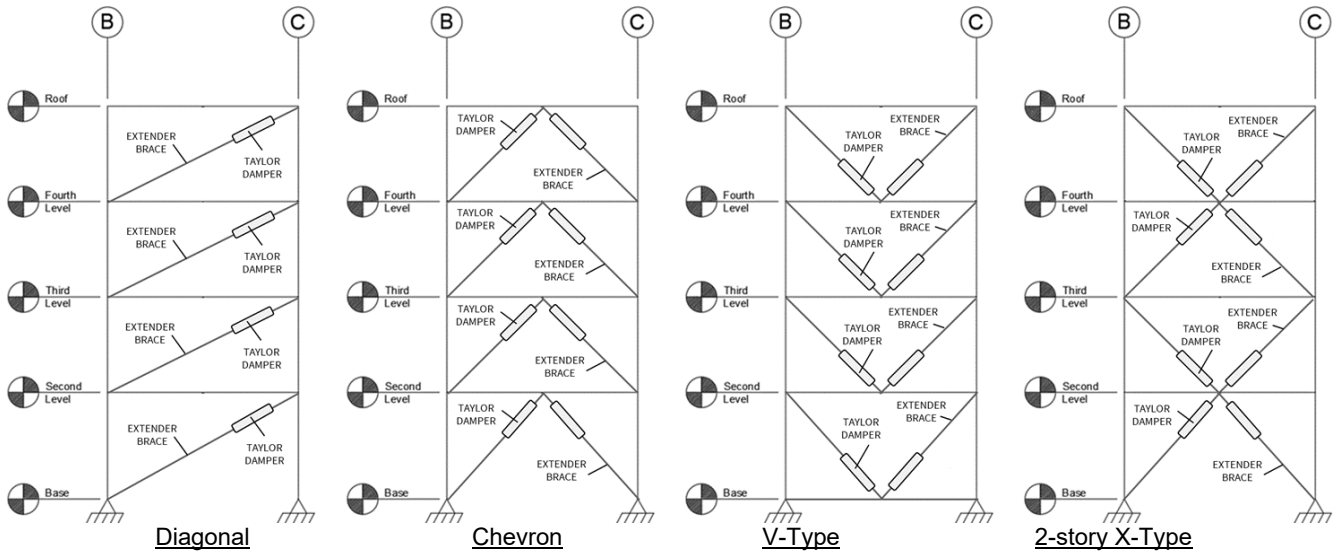 B
C
Roof
EXTENDER
BRACE
TAYLOR
DAMPER
Fourth
Level
EXTENDER
BRACE
TAYLOR
DAMPER
Third
Level
EXTENDER
BRACE
TAYLOR
DAMPER
Second
Level
EXTENDER
BRACE
TAYLOR
DAMPER
Base
Diagonal
B
C
Roof
TAYLOR
DAMPER
EXTENDER
BRACE
Fourth
Level
TAYLOR
DAMPER
EXTENDER
BRACE
Third
Level
TAYLOR
DAMPER
EXTENDER
BRACE
Second
Level
TAYLOR
DAMPER
EXTENDER
BRACE
Base
Chevron
B
C
Roof
EXTENDER
BRACE
TAYLOR
DAMPER
Fourth
Level
EXTENDER
BRACE
TAYLOR
DAMPER
Third
Level
EXTENDER
BRACE
TAYLOR
DAMPER
Second
Level
EXTENDER
BRACE
TAYLOR
DAMPER
Base
V-Type
B
C
Roof
EXTENDER
BRACE
TAYLOR
DAMPER
Fourth
Level
TAYLOR
DAMPER
EXTENDER
BRACE
Third
Level
EXTENDER
BRACE
TAYLOR
DAMPER
Second
Level
TAYLOR
DAMPER
EXTENDER
BRACE
Base
2-story X-Type